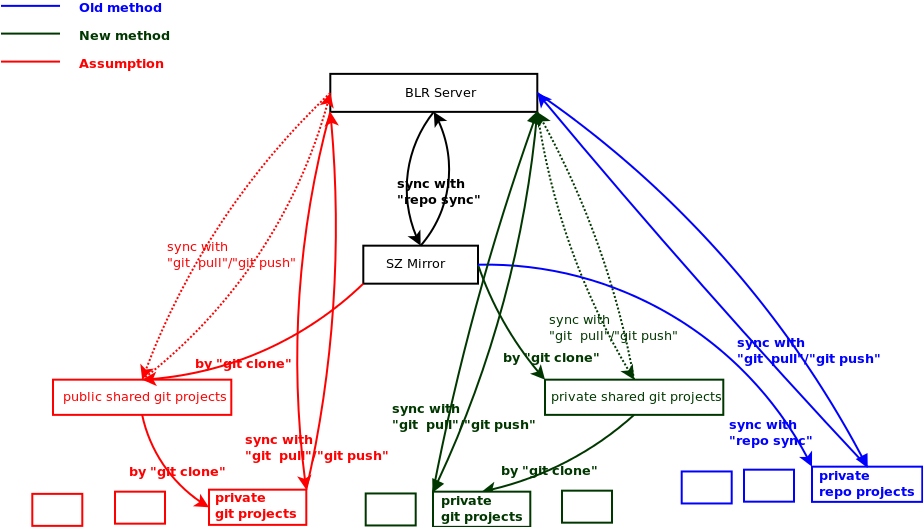 Old method
New method
Assumption
BLR Server
sync with
"repo sync"
sync with
"git pull"/"git push"
SZ Mirror
sync with
"git pull"/"git push"
sync with
"git pull"/"git push"
by "git clone"
by "git clone"
public shared git projects
private shared git projects
sync with
"git pull"/"git push"
sync with
"repo sync"
sync with
"git pull"/"git push"
by "git clone"
by "git clone"
private
repo projects
private
git projects
private
git projects